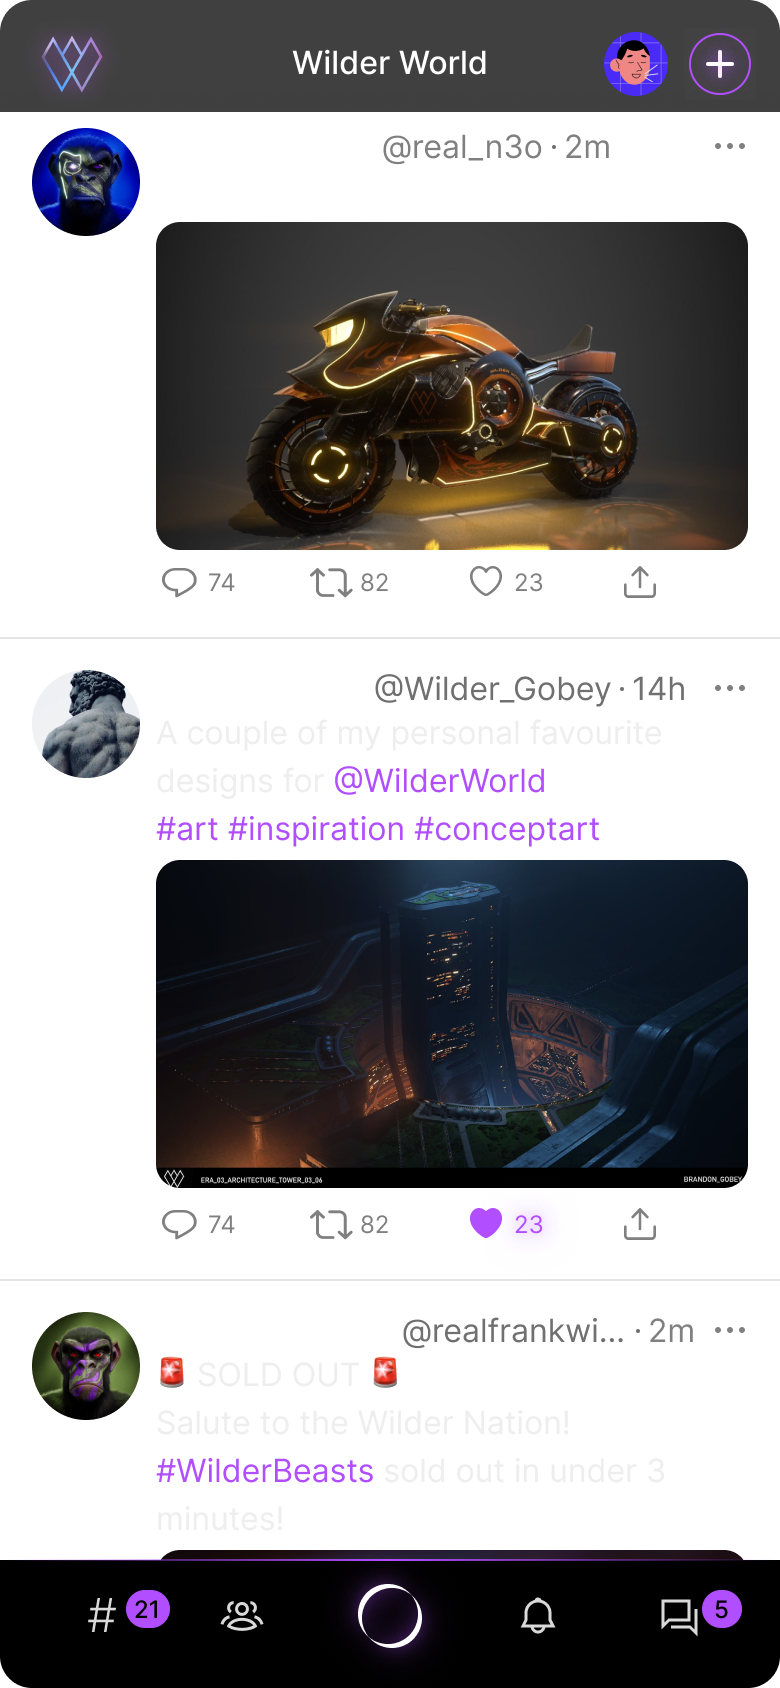 Wilder World
@real_n3o · 2m
74 82 23
@Wilder_Gobey · 14h
A couple of my personal favourite
designs for @WilderWorld
#art #inspiration #conceptart
ERA_03_ARCHITECTURE_TOWER_03_06 BRANDON_GOBEY
74 82 23
@realfrankwi... · 2m
🚨 SOLD OUT 🚨
Salute to the Wilder Nation!
#WilderBeasts sold out in under 3
minutes!
21 5